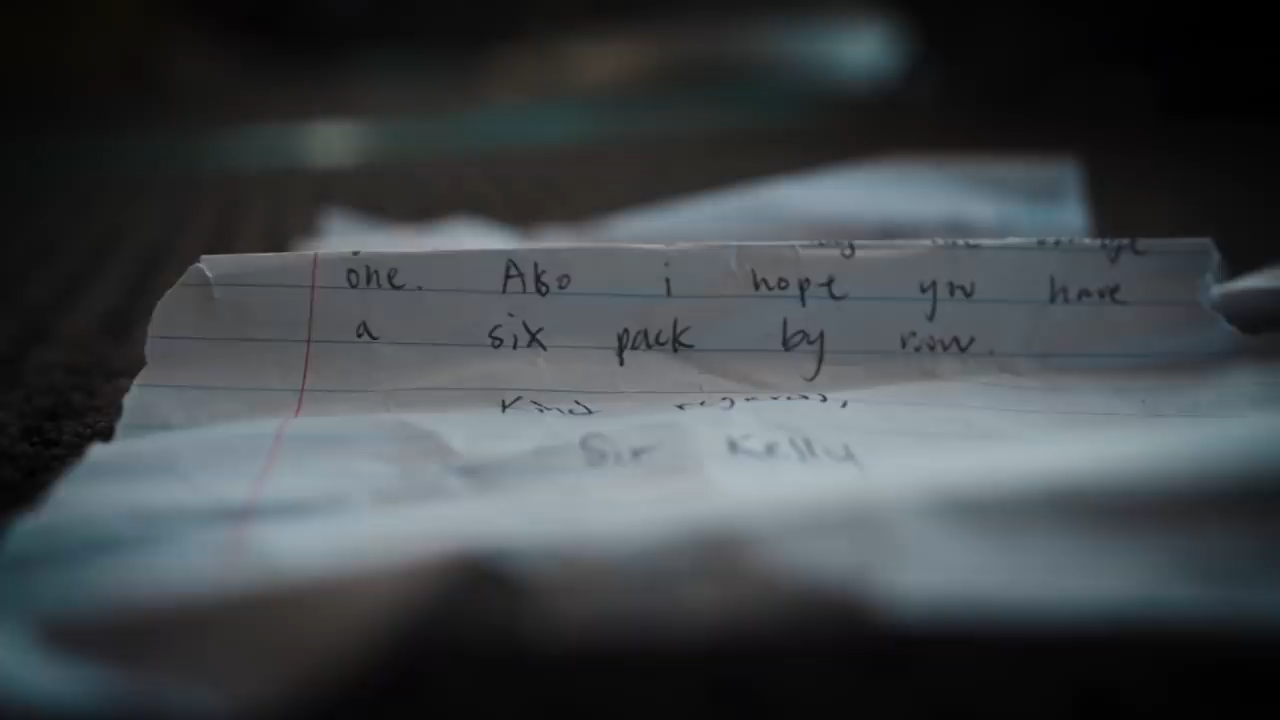 one. Also i hope you have
a six pack by now.
Kind regards,
Sir Kelly